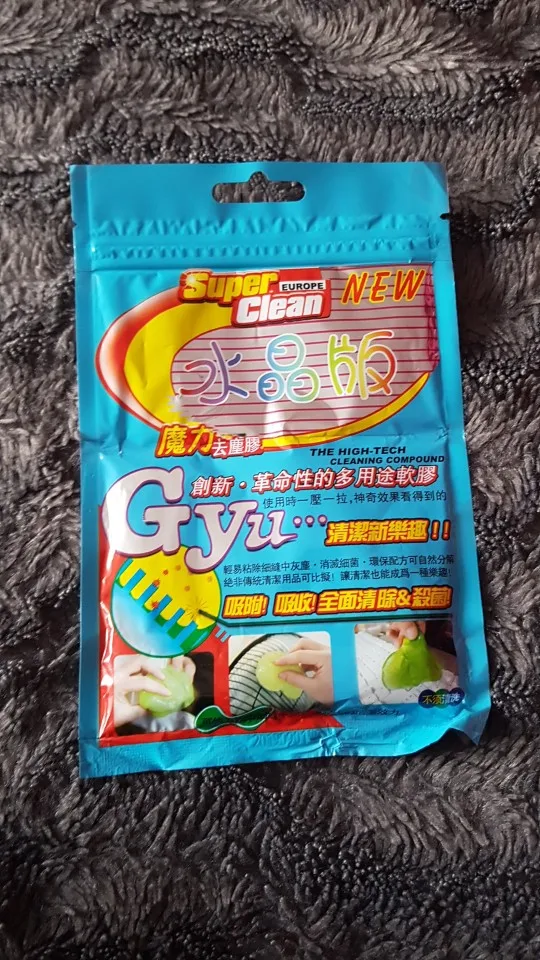 Super
EUROPE
Clean
NEW
水晶版
魔力去塵膠
THE HIGH-TECH
CLEANING COMPOUND
創新・革命性的多用途軟膠
使用時一壓一拉,神奇效果看得到的
Gyu...
清潔新樂趣!!
輕易粘除細縫中灰塵・消滅細菌・環保配方可自然分解
絕非傳統清潔用品可比擬! 讓清潔也能成爲一種樂趣!
吸啲! 吸收! 全面清除&殺菌!
不須清洗